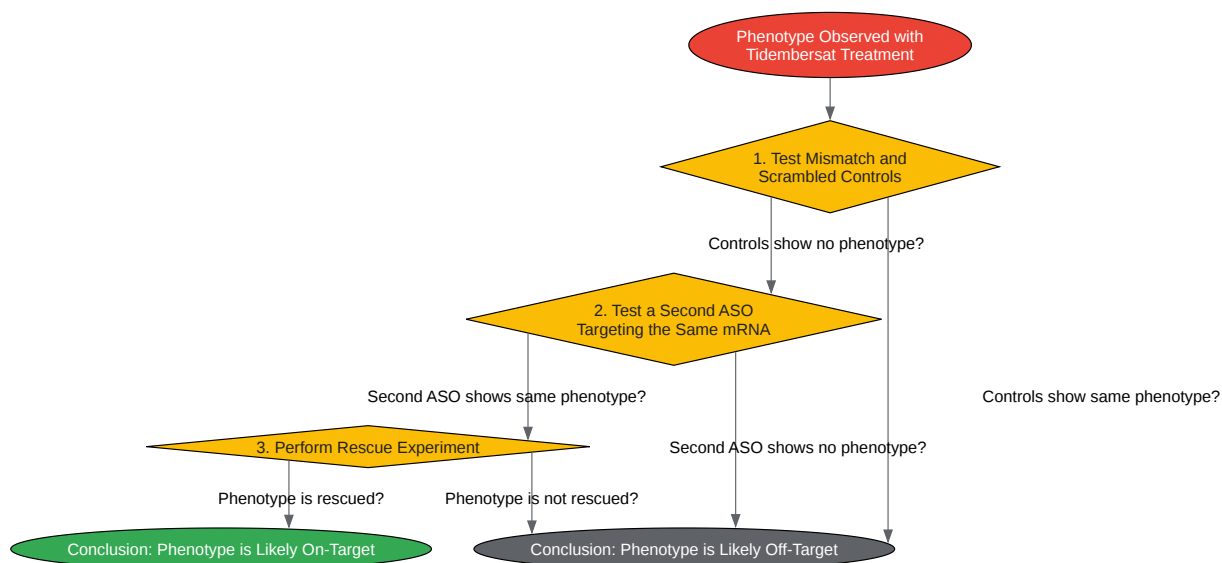 Phenotype Observed with
Tidembersat Treatment
1. Test Mismatch and
Scrambled Controls
Controls show no phenotype?
2. Test a Second ASO
Targeting the Same mRNA
Second ASO shows same phenotype?
Controls show same phenotype?
3. Perform Rescue Experiment
Second ASO shows no phenotype?
Phenotype is rescued?
Phenotype is not rescued?
Conclusion: Phenotype is Likely On-Target
Conclusion: Phenotype is Likely Off-Target